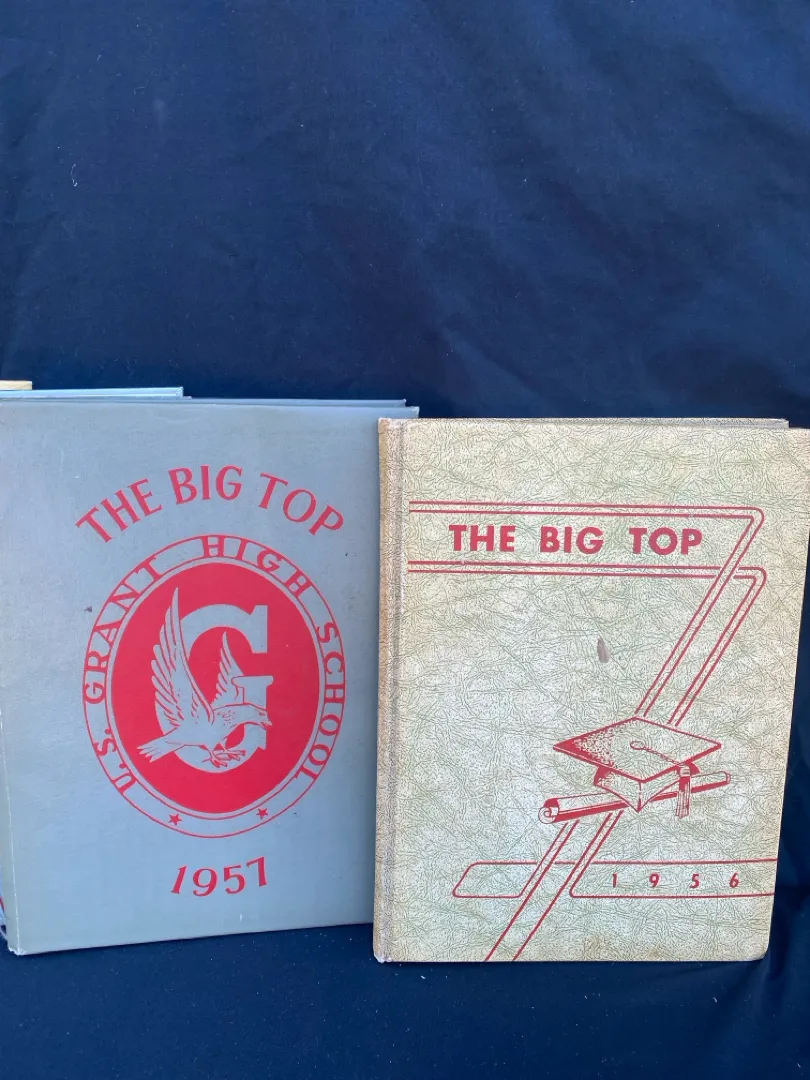 THE BIG TOP
U.S. GRANT HIGH SCHOOL
G
1957
THE BIG TOP
1956